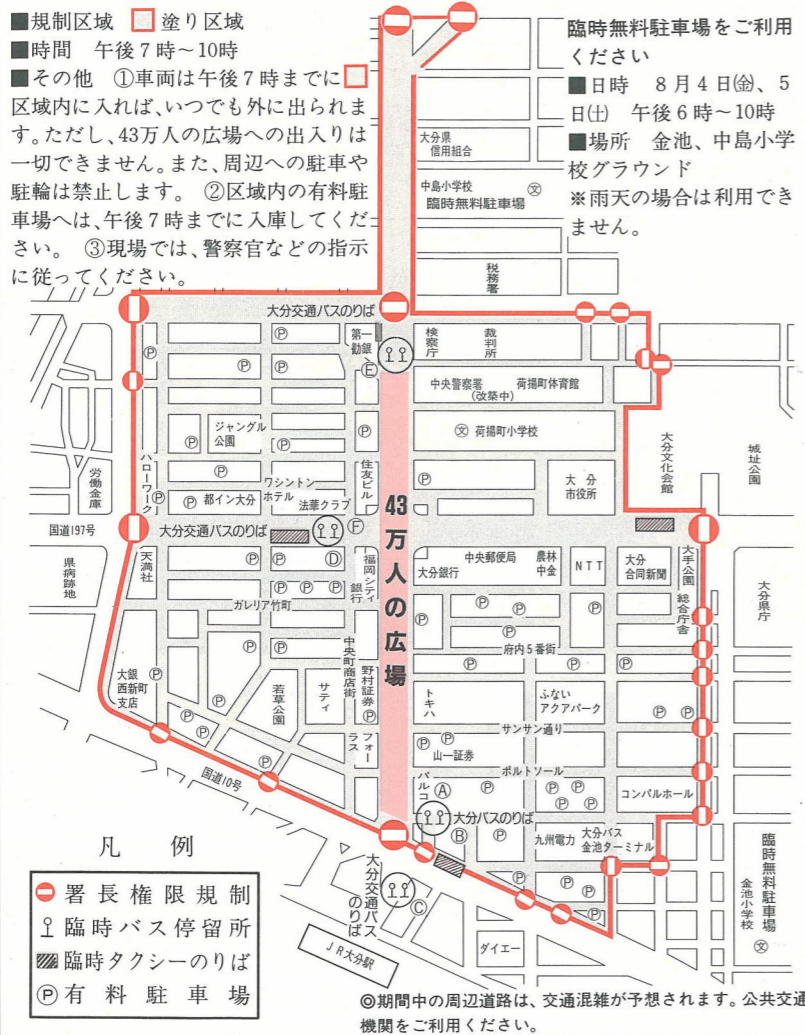 ■規制区域 □塗り区域
■時間 午後7時～10時
■その他 ①車両は午後7時までに□
区域内に入れば、いつでも外に出られま
す。ただし、43万人の広場への出入りは
一切できません。また、周辺への駐車や
駐輪は禁止します。 ②区域内の有料駐
車場へは、午後7時までに入庫してくだ
さい。 ③現場では、警察官などの指示
に従ってください。
臨時無料駐車場をご利用
ください
■日時 8月4日㈮、5
日㈯ 午後6時～10時
■場所 金池、中島小学
校グラウンド
※雨天の場合は利用でき
ません。
大分県
信用組合
中島小学校 文
臨時無料駐車場
税務署
大分交通バスのりば
第一勧銀
Ⓔ
検察庁
裁判所
中央警察署
(改築中)
荷揚町体育館
文 荷揚町小学校
ジャングル
公園
ハローワーク
労働金庫
ワシントン
ホテル
都イン大分
法華クラブ
住友ビル
大分
市役所
大分文化会館
城址公園
国道197号
大分交通バスのりば
Ⓕ
43万人の広場
県病跡地
天満社
Ⓓ
福岡シティ
銀行
大分銀行
中央郵便局
農林
中金
NTT
大分
合同新聞
大手公園
総合庁舎
大分県庁
ガレリア竹町
府内5番街
中央町商店街
大銀
西新町
支店
若草公園
サティ
野村証券
フォーラス
トキハ
ふない
アクアパーク
サンサン通り
山一証券
ポルトソール
パルコ
Ⓐ
コンパルホール
国道10号
大分バスのりば
Ⓑ
九州電力
大分バス
金池ターミナル
大分交通バス
のりば
Ⓒ
JR大分駅
ダイエー
臨時無料駐車場
金池小学校
文
凡例
署長権限規制
臨時バス停留所
臨時タクシーのりば
Ⓟ有料駐車場
◎期間中の周辺道路は、交通混雑が予想されます。公共交通
機関をご利用ください。